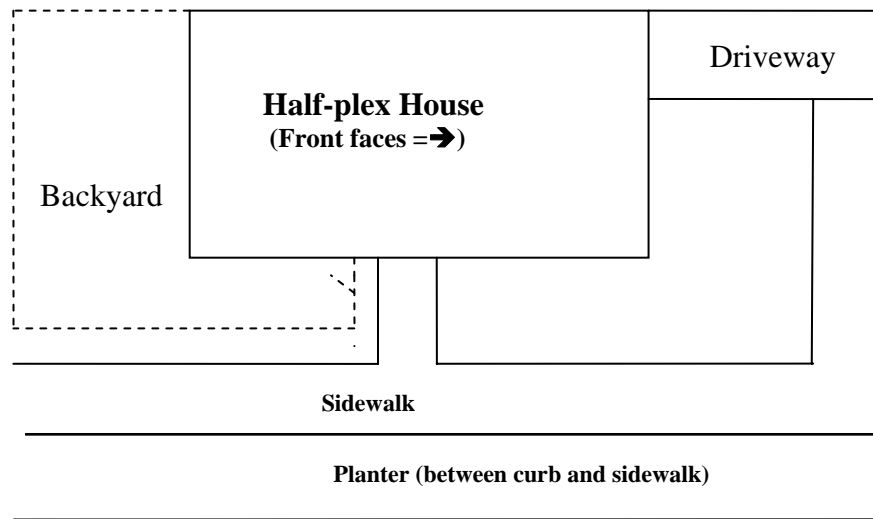 Driveway
Half-plex House
(Front faces =➔)
Backyard
Sidewalk
Planter (between curb and sidewalk)